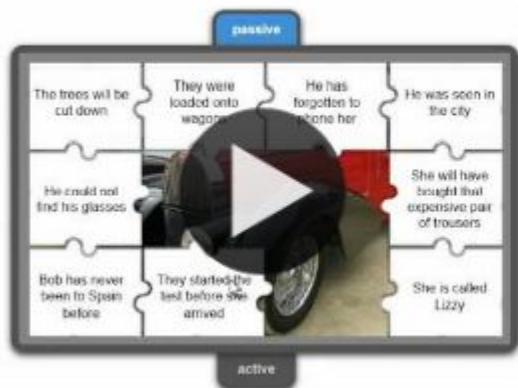 passive
The trees will be
cut down
They were
loaded onto
wagons
He has
forgotten to
phone her
He was seen in
the city
He could not
find his glasses
She will have
bought that
expensive pair
of trousers
Bob has never
been to Spain
before
They started the
test before she
arrived
She is called
Lizzy
active